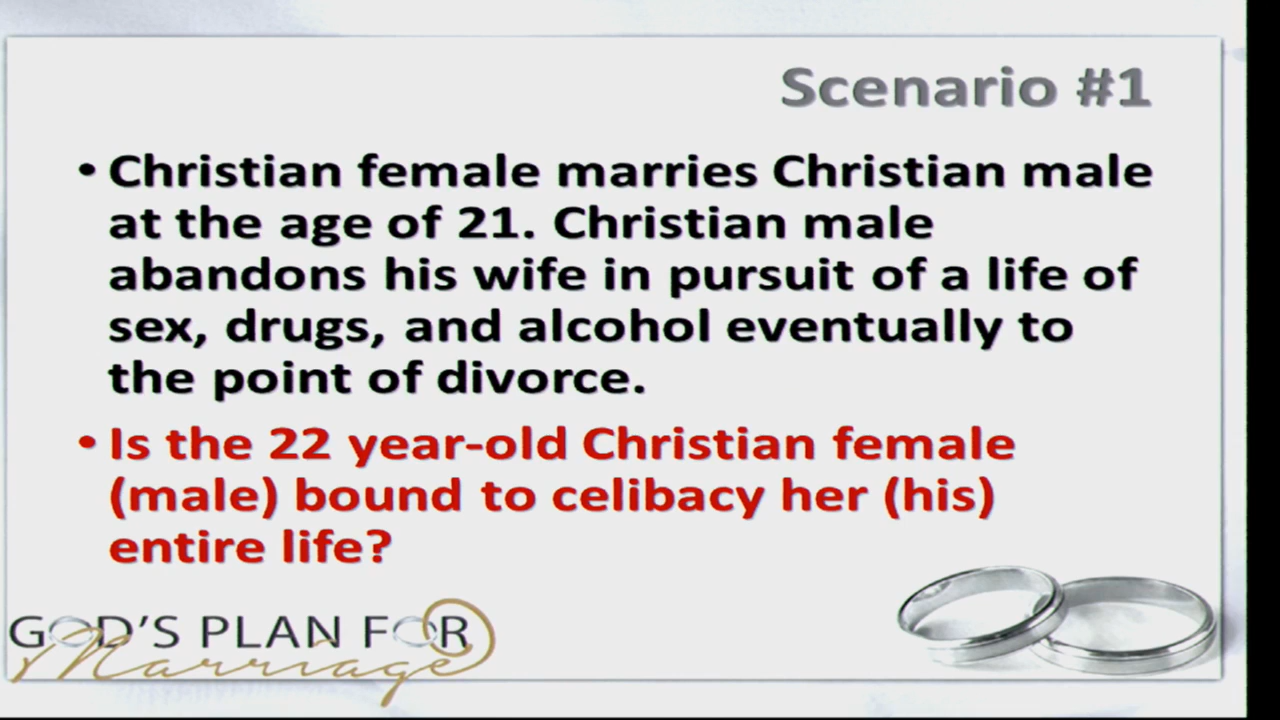 Scenario #1
• Christian female marries Christian male
at the age of 21. Christian male
abandons his wife in pursuit of a life of
sex, drugs, and alcohol eventually to
the point of divorce.
• Is the 22 year-old Christian female
(male) bound to celibacy her (his)
entire life?
GOD'S PLAN FOR
Marriage